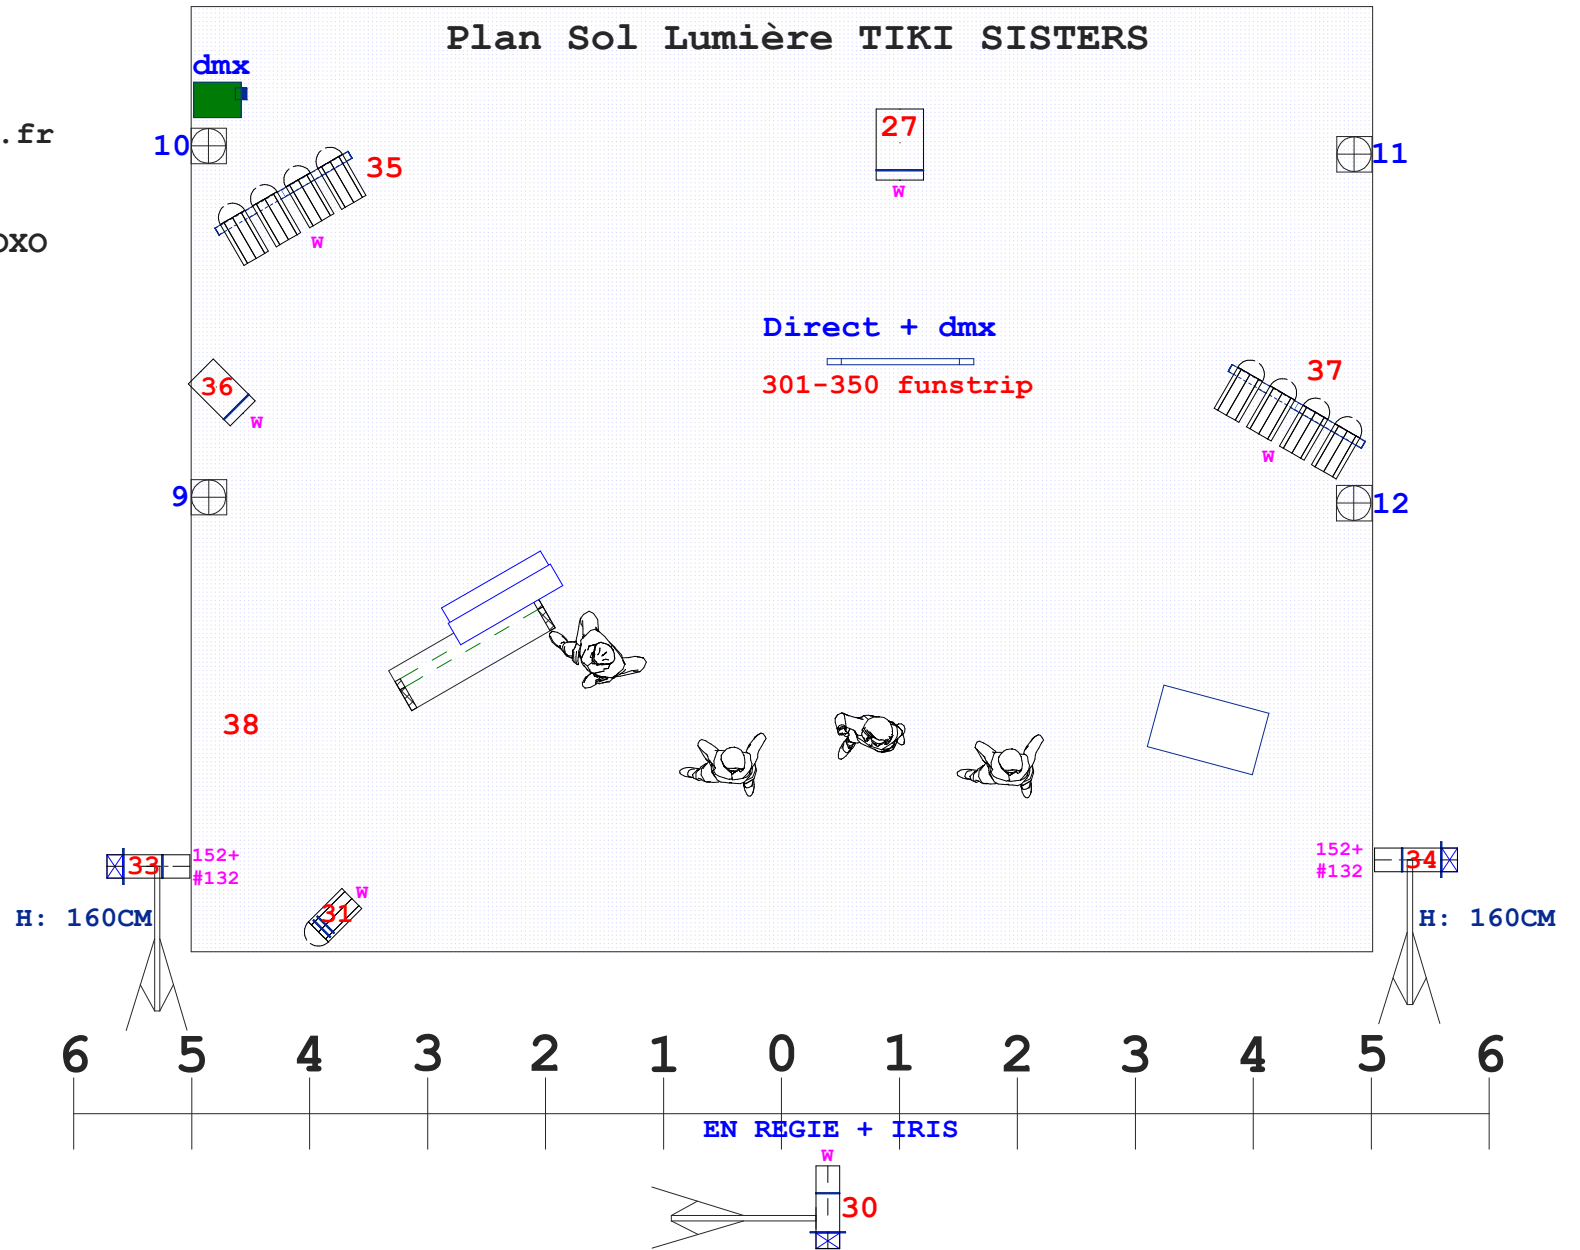 Plan Sol Lumière TIKI SISTERS
dmx
.fr
10
35
27
W
11
W
oxo
Direct + dmx
301-350 funstrip
37
36
W
W
9
12
38
152+
#132
33
H: 160CM
W
31
152+
#132
34
H: 160CM
6 5 4 3 2 1 0 1 2 3 4 5 6
EN REGIE + IRIS
W
30